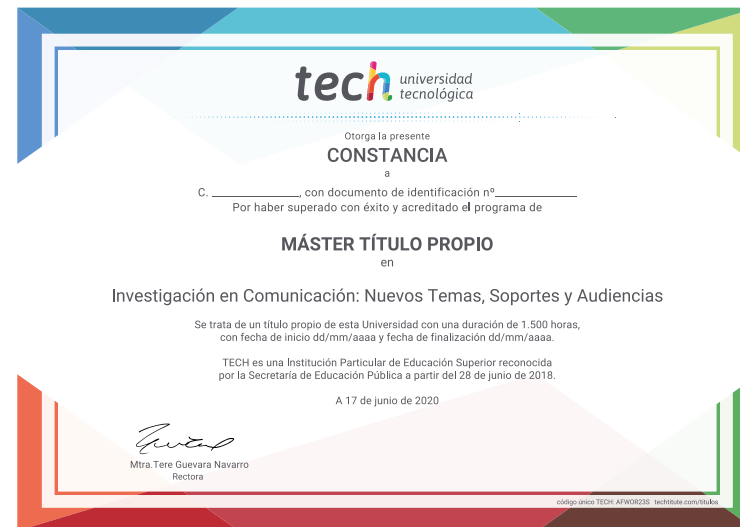 tech universidad
tecnológica
Otorga la presente
CONSTANCIA
a
C. ______________, con documento de identificación nº______________
Por haber superado con éxito y acreditado el programa de
MÁSTER TÍTULO PROPIO
en
Investigación en Comunicación: Nuevos Temas, Soportes y Audiencias
Se trata de un título propio de esta Universidad con una duración de 1.500 horas,
con fecha de inicio dd/mm/aaaa y fecha de finalización dd/mm/aaaa.
TECH es una Institución Particular de Educación Superior reconocida
por la Secretaría de Educación Pública a partir del 28 de junio de 2018.
A 17 de junio de 2020
Mtra.Tere Guevara Navarro
Rectora
código único TECH: AFWOR23S techtitute.com/titulos